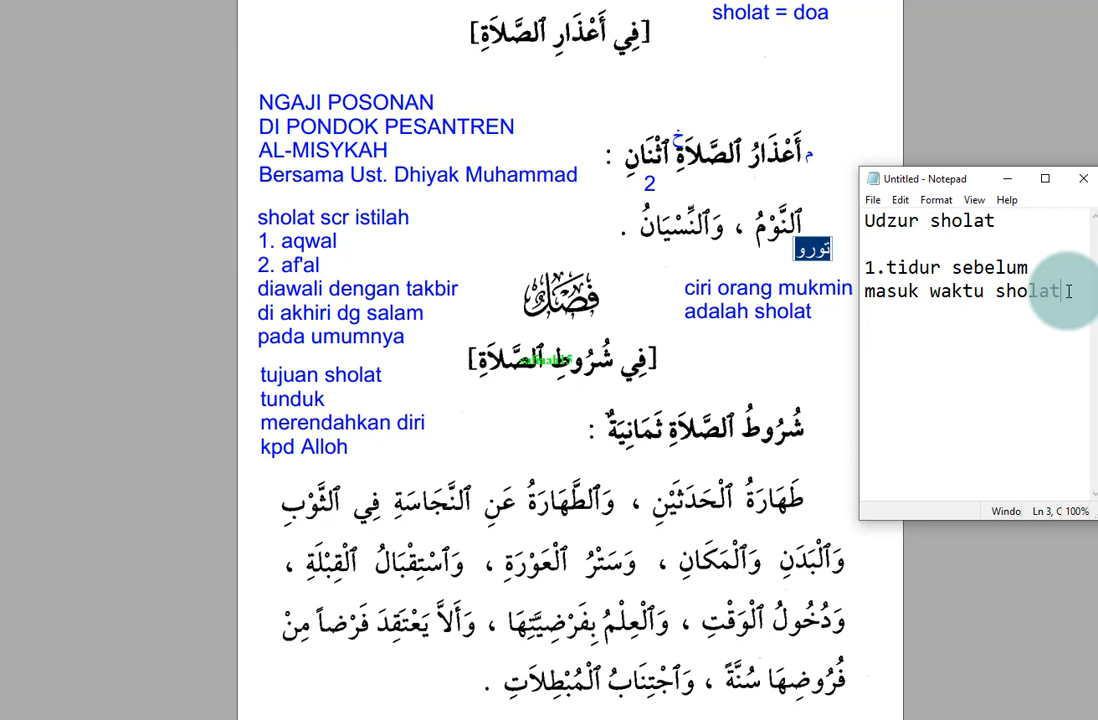 sholat = doa
[فِي أَعْذَارِ ٱلصَّلَاةِ]
NGAJI POSONAN
DI PONDOK PESANTREN
AL-MISYKAH
Bersama Ust. Dhiyak Muhammad
م أَعْذَارُ ٱلصَّلَاةِ خ ٱثْنَانِ :
2
ٱلنَّوْمُ ، وَٱلنِّسْيَانُ .
تورو
sholat scr istilah
1. aqwal
2. af'al
diawali dengan takbir
di akhiri dg salam
pada umumnya
فَصْلٌ
ciri orang mukmin
adalah sholat
[فِي شُرُوطِ ٱلصَّلَاةِ]
tujuan sholat
tunduk
merendahkan diri
kpd Alloh
شُرُوطُ ٱلصَّلَاةِ ثَمَانِيَةٌ :
طَهَارَةُ ٱلْحَدَثَيْنِ ، وَٱلطَّهَارَةُ عَنِ ٱلنَّجَاسَةِ فِي ٱلثَّوْبِ
وَٱلْبَدَنِ وَٱلْمَكَانِ ، وَسَتْرُ ٱلْعَوْرَةِ ، وَٱسْتِقْبَالُ ٱلْقِبْلَةِ ،
وَدُخُولُ ٱلْوَقْتِ ، وَٱلْعِلْمُ بِفَرْضِيَّتِهَا ، وَأَلَّا يَعْتَقِدَ فَرْضاً مِنْ
فُرُوضِهَا سُنَّةً ، وَٱجْتِنَابُ ٱلْمُبْطِلَاتِ .
Untitled - Notepad
File Edit Format View Help
Udzur sholat
1.tidur sebelum
masuk waktu sholat
Windo Ln 3, C 100%